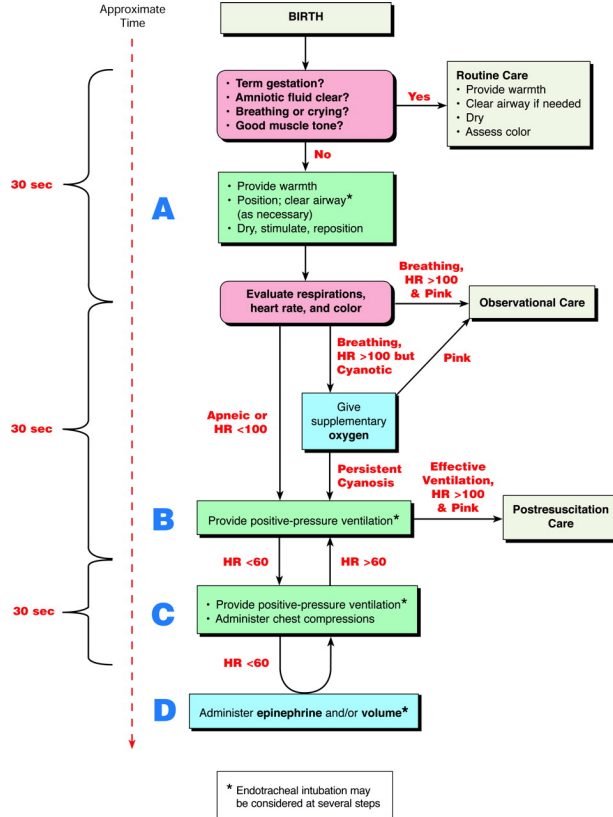 Approximate
Time
BIRTH
• Term gestation?
• Amniotic fluid clear?
• Breathing or crying?
• Good muscle tone?
Yes
Routine Care
• Provide warmth
• Clear airway if needed
• Dry
• Assess color
No
30 sec
A
• Provide warmth
• Position; clear airway*
(as necessary)
• Dry, stimulate, reposition
Evaluate respirations,
heart rate, and color
Breathing,
HR >100
& Pink
Observational Care
Breathing,
HR >100 but
Cyanotic
Pink
30 sec
Apneic or
HR <100
Give
supplementary
oxygen
Persistent
Cyanosis
Effective
Ventilation,
HR >100
& Pink
B
Provide positive-pressure ventilation*
Postresuscitation
Care
HR <60
HR >60
30 sec
C
• Provide positive-pressure ventilation*
• Administer chest compressions
HR <60
D
Administer epinephrine and/or volume*
* Endotracheal intubation may
be considered at several steps